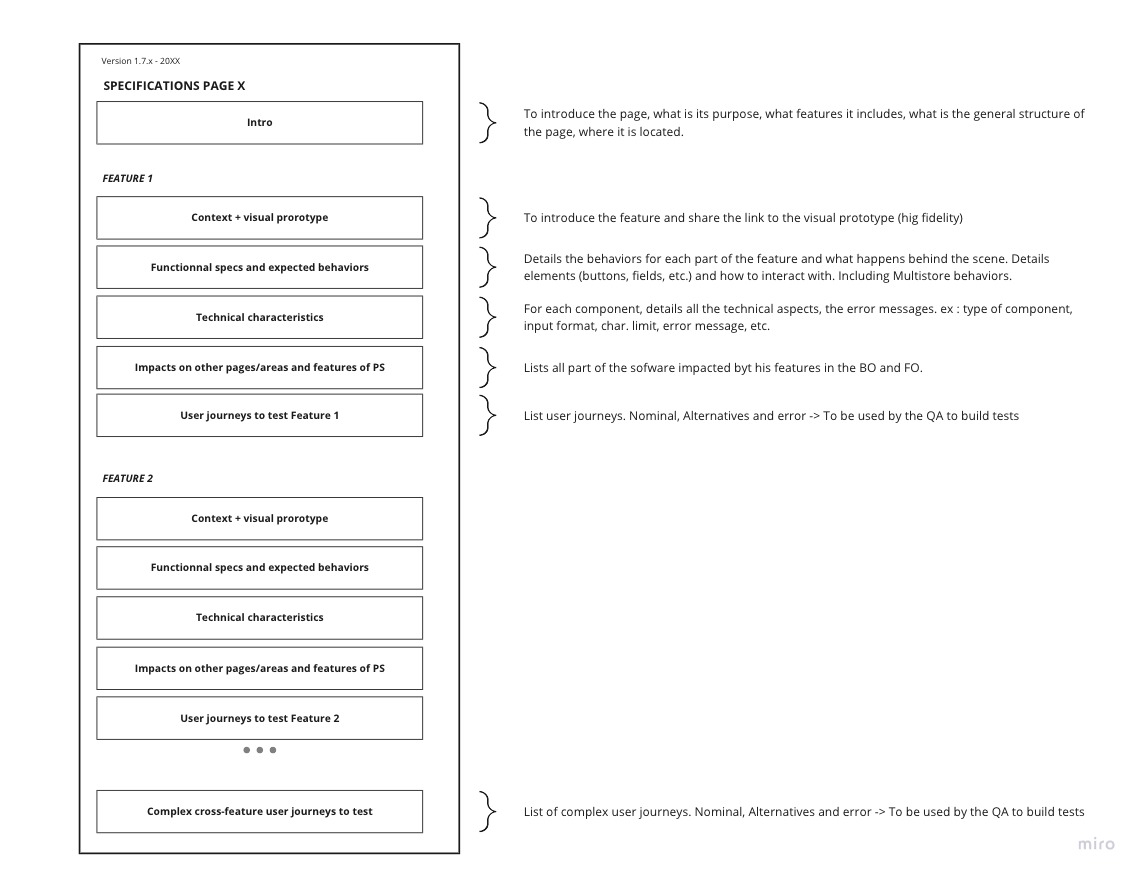 Version 1.7.x - 20XX
SPECIFICATIONS PAGE X
Intro
To introduce the page, what is its purpose, what features it includes, what is the general structure of
the page, where it is located.
FEATURE 1
Context + visual prorotype
To introduce the feature and share the link to the visual prototype (hig fidelity)
Functionnal specs and expected behaviors
Details the behaviors for each part of the feature and what happens behind the scene. Details
elements (buttons, fields, etc.) and how to interact with. Including Multistore behaviors.
Technical characteristics
For each component, details all the technical aspects, the error messages. ex : type of component,
input format, char. limit, error message, etc.
Impacts on other pages/areas and features of PS
Lists all part of the sofware impacted byt his features in the BO and FO.
User journeys to test Feature 1
List user journeys. Nominal, Alternatives and error -> To be used by the QA to build tests
FEATURE 2
Context + visual prorotype
Functionnal specs and expected behaviors
Technical characteristics
Impacts on other pages/areas and features of PS
User journeys to test Feature 2
Complex cross-feature user journeys to test
List of complex user journeys. Nominal, Alternatives and error -> To be used by the QA to build tests
miro